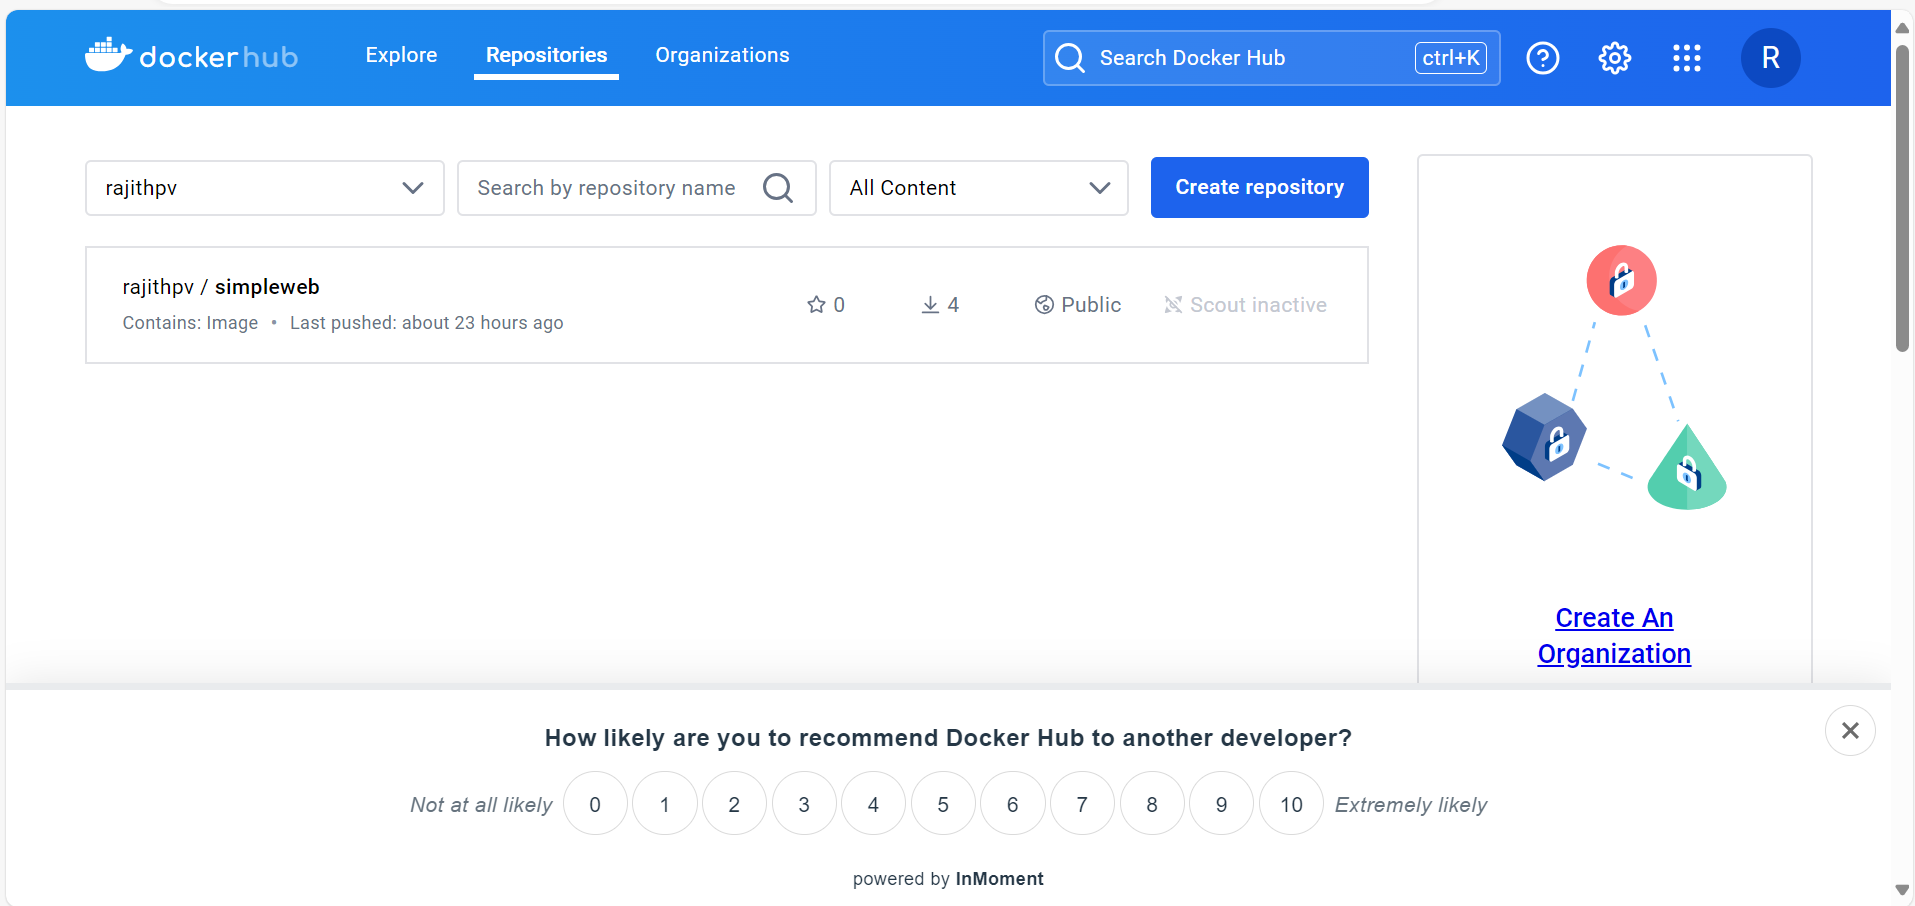 dockerhub
Explore
Repositories
Organizations
Search Docker Hub
ctrl+K
R
rajithpv
Search by repository name
All Content
Create repository
rajithpv / simpleweb
Contains: Image • Last pushed: about 23 hours ago
0
4
Public
Scout inactive
Create An
Organization
How likely are you to recommend Docker Hub to another developer?
Not at all likely 0 1 2 3 4 5 6 7 8 9 10 Extremely likely
powered by InMoment